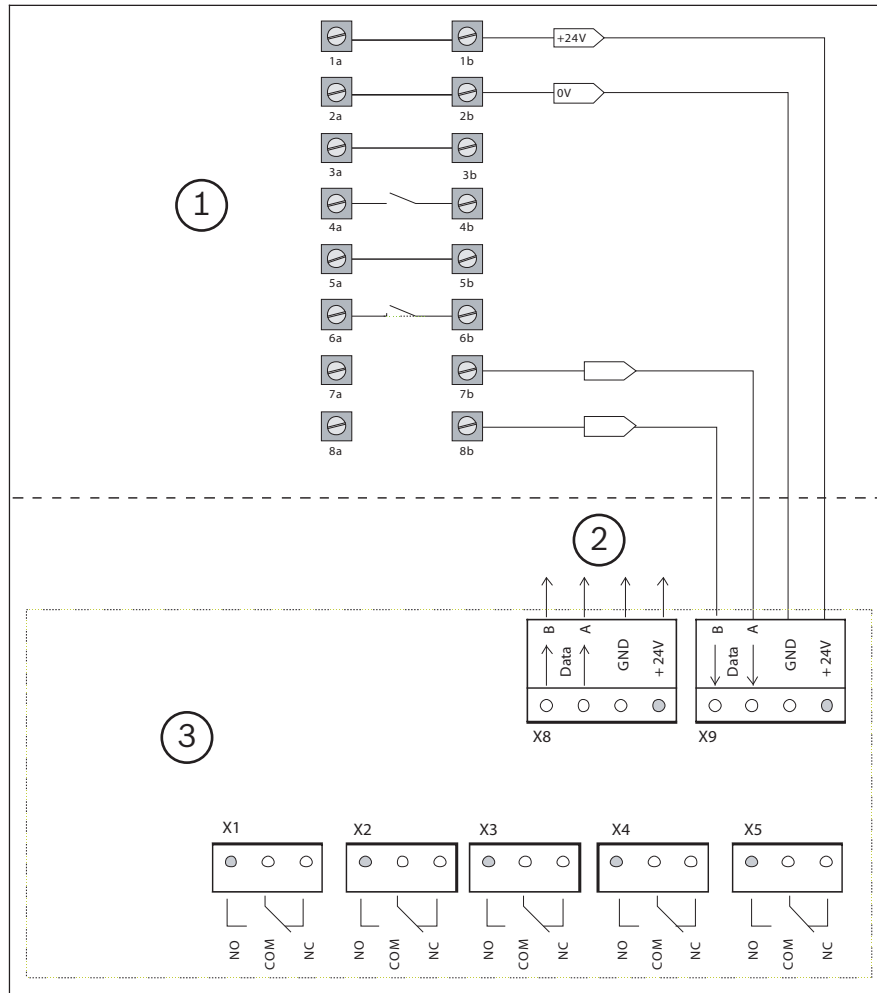 1a 1b +24V
2a 2b 0V
3a 3b
1
4a 4b
5a 5b
6a 6b
7a 7b
8a 8b
2
B A GND +24V
Data
B A GND +24V
Data
X8 X9
3
X1 X2 X3 X4 X5
NO COM NC NO COM NC NO COM NC NO COM NC NO COM NC